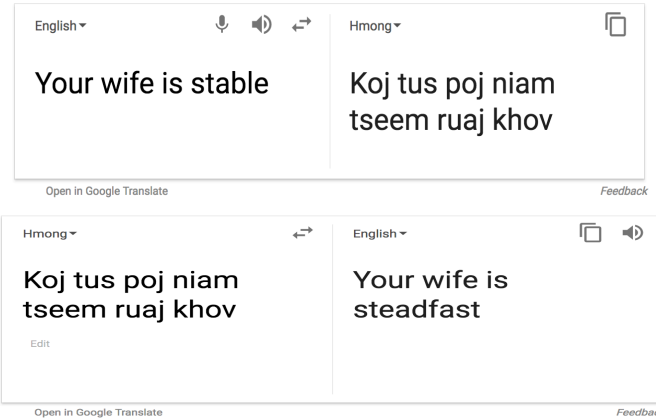 English
Hmong
Your wife is stable
Koj tus poj niam
tseem ruaj khov
Open in Google Translate
Feedback
Hmong
English
Koj tus poj niam
tseem ruaj khov
Your wife is
steadfast
Edit
Open in Google Translate
Feedbac